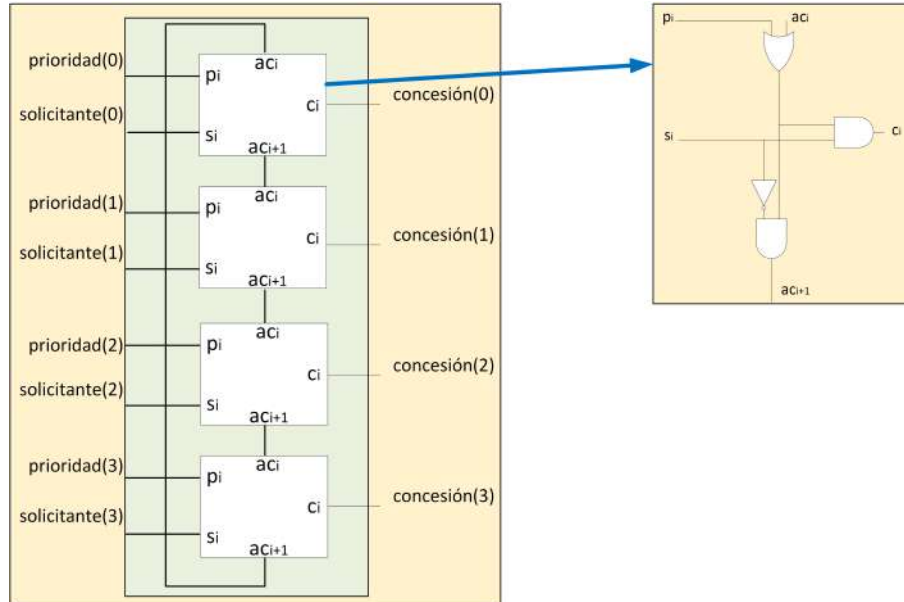 prioridad(0)
solicitante(0)
aci
pi
ci
si
aci+1
concesión(0)
prioridad(1)
solicitante(1)
aci
pi
ci
si
aci+1
concesión(1)
prioridad(2)
solicitante(2)
aci
pi
ci
si
aci+1
concesión(2)
prioridad(3)
solicitante(3)
aci
pi
ci
si
aci+1
concesión(3)
pi
aci
si
ci
aci+1